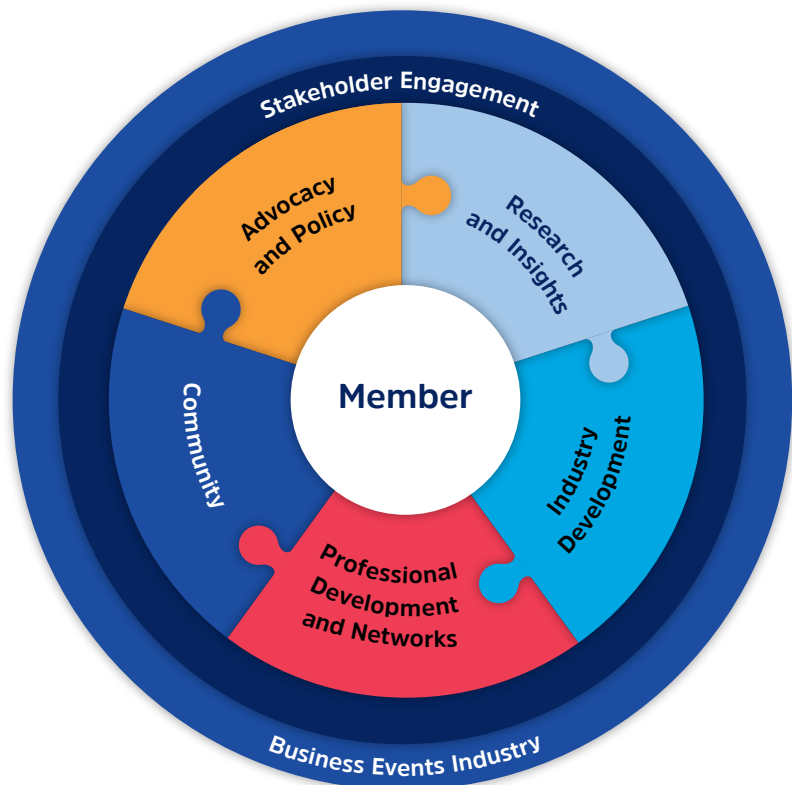 Stakeholder Engagement
Advocacy
and Policy
Research
and Insights
Member
Community
Industry
Development
Professional
Development
and Networks
Business Events Industry